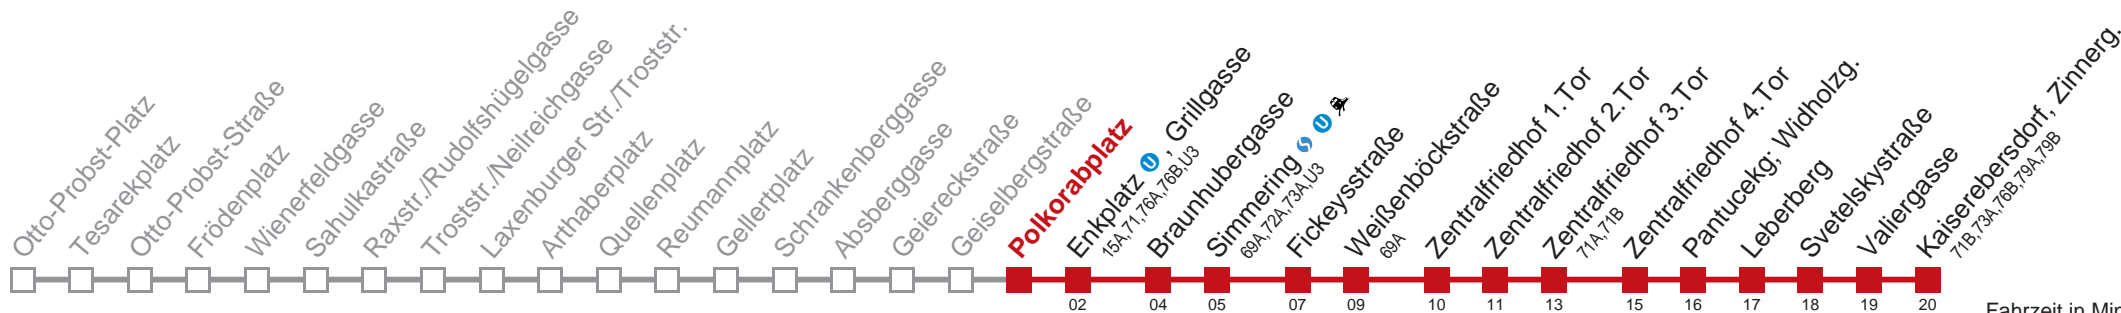 Otto-Probst-Platz
Tesarekplatz
Otto-Probst-Straße
Frödenplatz
Wienerfeldgasse
Sahulkastraße
Raxstr./Rudolfshügelgasse
Troststr./Neilreichgasse
Laxenburger Str./Troststr.
Arthaberplatz
Quellenplatz
Reumannplatz
Gellertplatz
Schrankenberggasse
Absberggasse
Geiereckstraße
Geiselbergstraße
Polkorabplatz
Enkplatz U , Grillgasse
15A,71,76A,76B,U3
Braunhubergasse
Simmering S U
69A,72A,73A,U3
Fickeysstraße
Weißenböckstraße
69A
Zentralfriedhof 1.Tor
Zentralfriedhof 2.Tor
Zentralfriedhof 3.Tor
71A,71B
Zentralfriedhof 4.Tor
Pantucekg; Widholzg.
Leberberg
Svetelskystraße
Valiergasse
Kaiserebersdorf, Zinnerg.
71B,73A,76B,79A,79B
02 04 05 07 09 10 11 13 15 16 17 18 19 20
Fahrzeit in Min